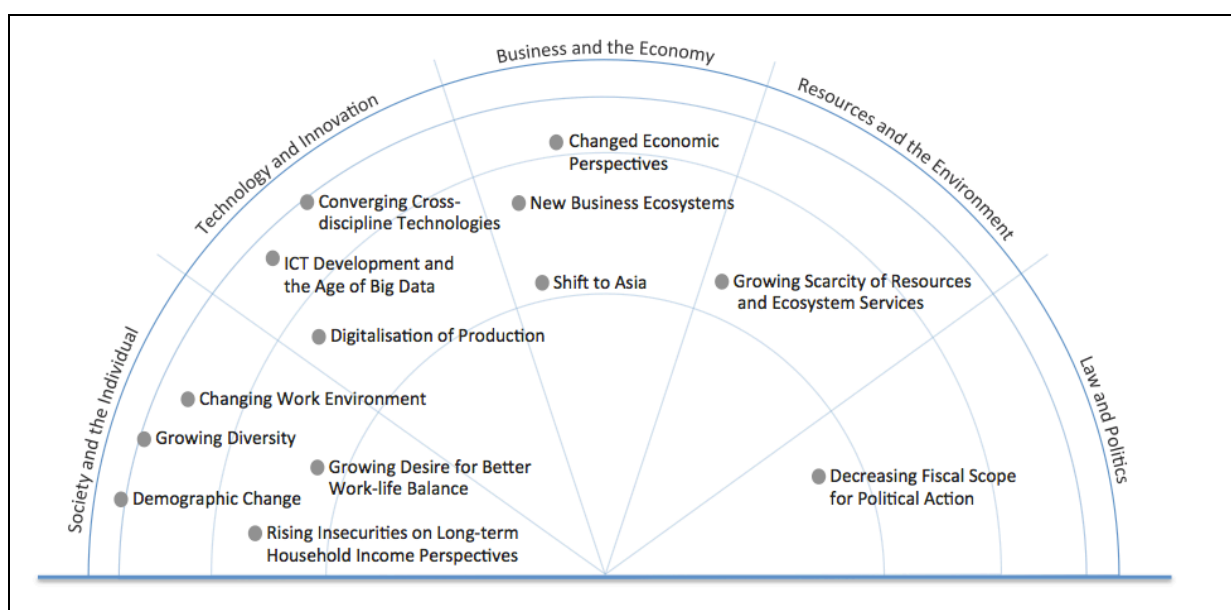 Business and the Economy
Technology and Innovation
Resources and the Environment
Society and the Individual
Law and Politics
Changed Economic
Perspectives
Converging Cross-
discipline Technologies
New Business Ecosystems
ICT Development and
the Age of Big Data
Shift to Asia
Growing Scarcity of Resources
and Ecosystem Services
Digitalisation of Production
Changing Work Environment
Growing Diversity
Growing Desire for Better
Work-life Balance
Decreasing Fiscal Scope
for Political Action
Demographic Change
Rising Insecurities on Long-term
Household Income Perspectives